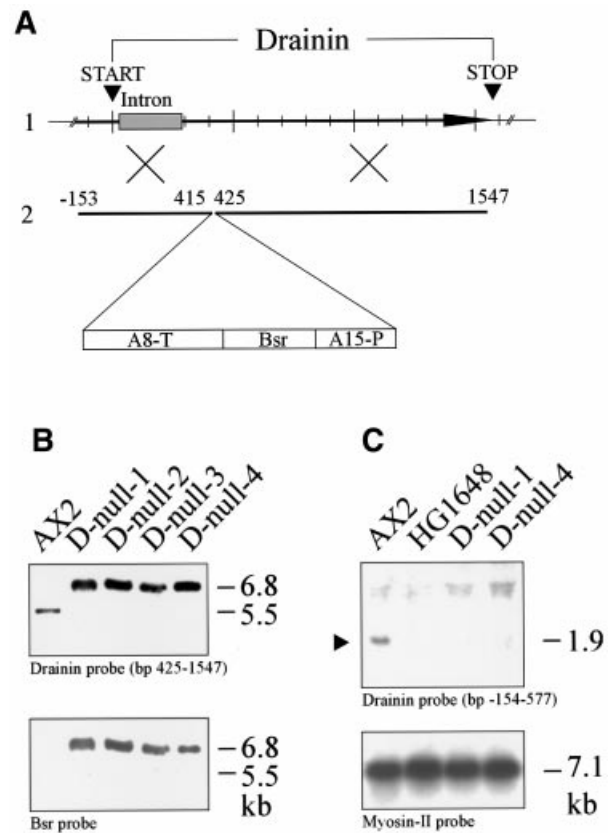 A
Drainin
START
STOP
Intron
1
-153 415 425 1547
2
A8-T Bsr A15-P
B
AX2 D-null-1 D-null-2 D-null-3 D-null-4
–6.8
–5.5
Drainin probe (bp 425-1547)
–6.8
–5.5
kb
Bsr probe
C
AX2 HG1648 D-null-1 D-null-4
–1.9
Drainin probe (bp -154-577)
–7.1
kb
Myosin-II probe